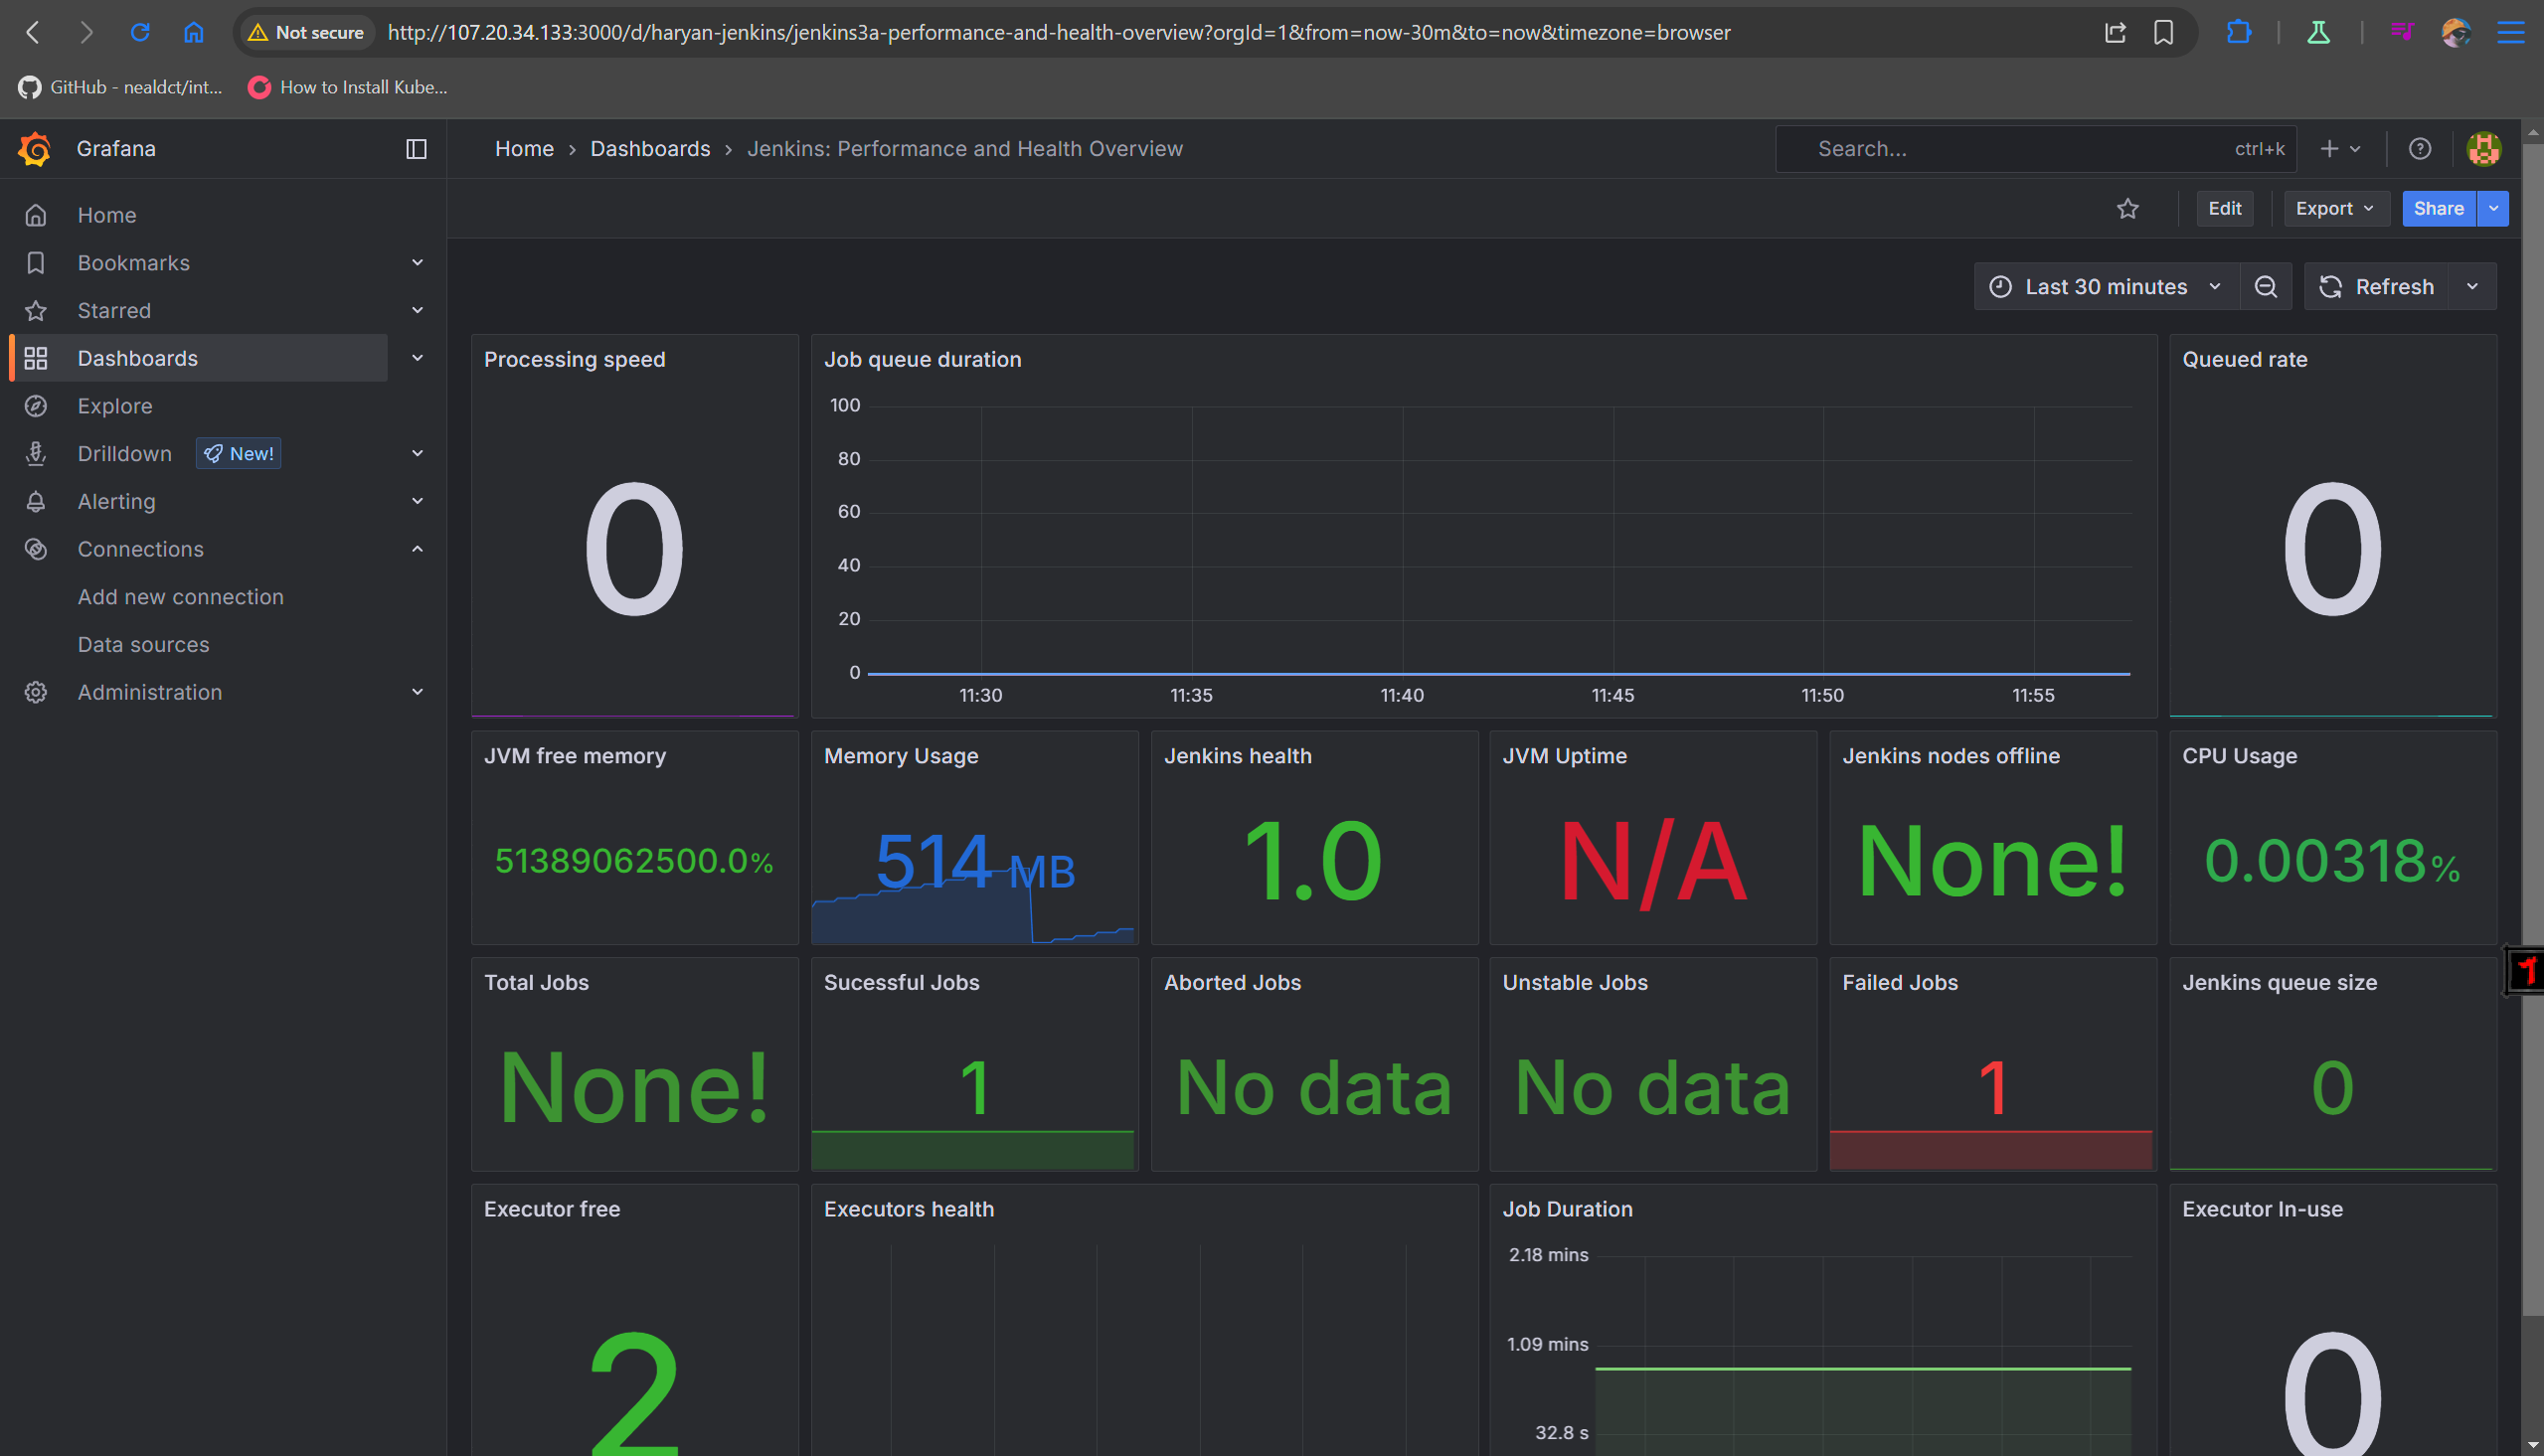 Not secure
http://107.20.34.133:3000/d/haryan-jenkins/jenkins3a-performance-and-health-overview?orgId=1&from=now-30m&to=now&timezone=browser
GitHub - nealdct/int...
How to Install Kube...
Grafana
Home › Dashboards › Jenkins: Performance and Health Overview
Search...
ctrl+k
Edit
Export
Share
Home
Bookmarks
Starred
Dashboards
Explore
Drilldown New!
Alerting
Connections
Add new connection
Data sources
Administration
Last 30 minutes
Refresh
Processing speed
0
Job queue duration
100
80
60
40
20
0
11:30 11:35 11:40 11:45 11:50 11:55
Queued rate
0
JVM free memory
51389062500.0%
Memory Usage
514 MB
Jenkins health
1.0
JVM Uptime
N/A
Jenkins nodes offline
None!
CPU Usage
0.00318%
Total Jobs
None!
Sucessful Jobs
1
Aborted Jobs
No data
Unstable Jobs
No data
Failed Jobs
1
Jenkins queue size
0
Executor free
2
Executors health
Job Duration
2.18 mins
1.09 mins
32.8 s
Executor In-use
0
1